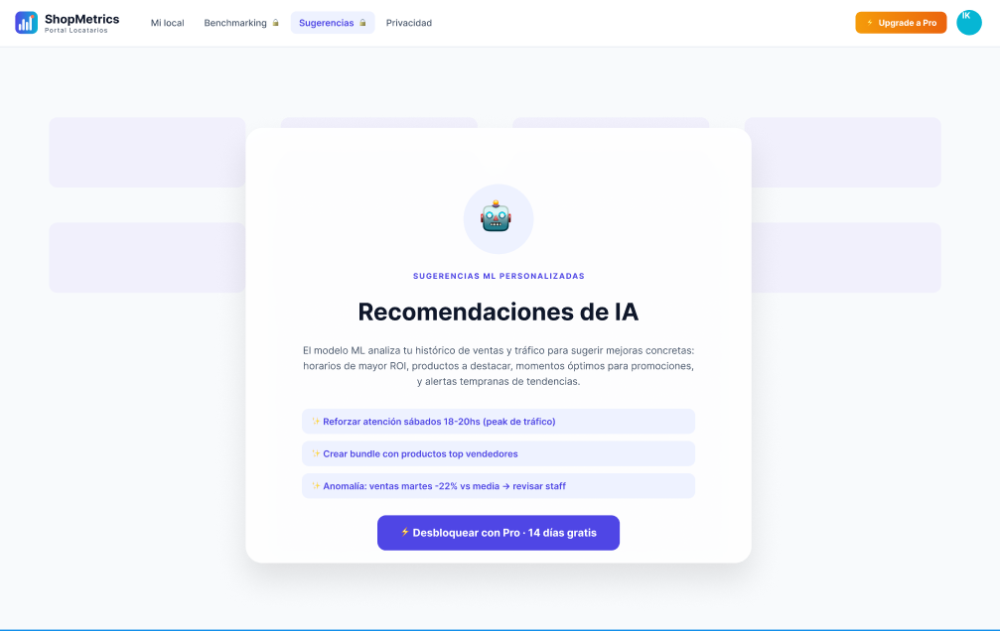 ShopMetrics
Portal Locatarios
Mi local
Benchmarking 🔒
Sugerencias 🔒
Privacidad
⚡ Upgrade a Pro
IK
SUGERENCIAS ML PERSONALIZADAS
Recomendaciones de IA
El modelo ML analiza tu histórico de ventas y tráfico para sugerir mejoras concretas:
horarios de mayor ROI, productos a destacar, momentos óptimos para promociones,
y alertas tempranas de tendencias.
✨ Reforzar atención sábados 18-20hs (peak de tráfico)
✨ Crear bundle con productos top vendedores
✨ Anomalía: ventas martes -22% vs media → revisar staff
⚡ Desbloquear con Pro · 14 días gratis